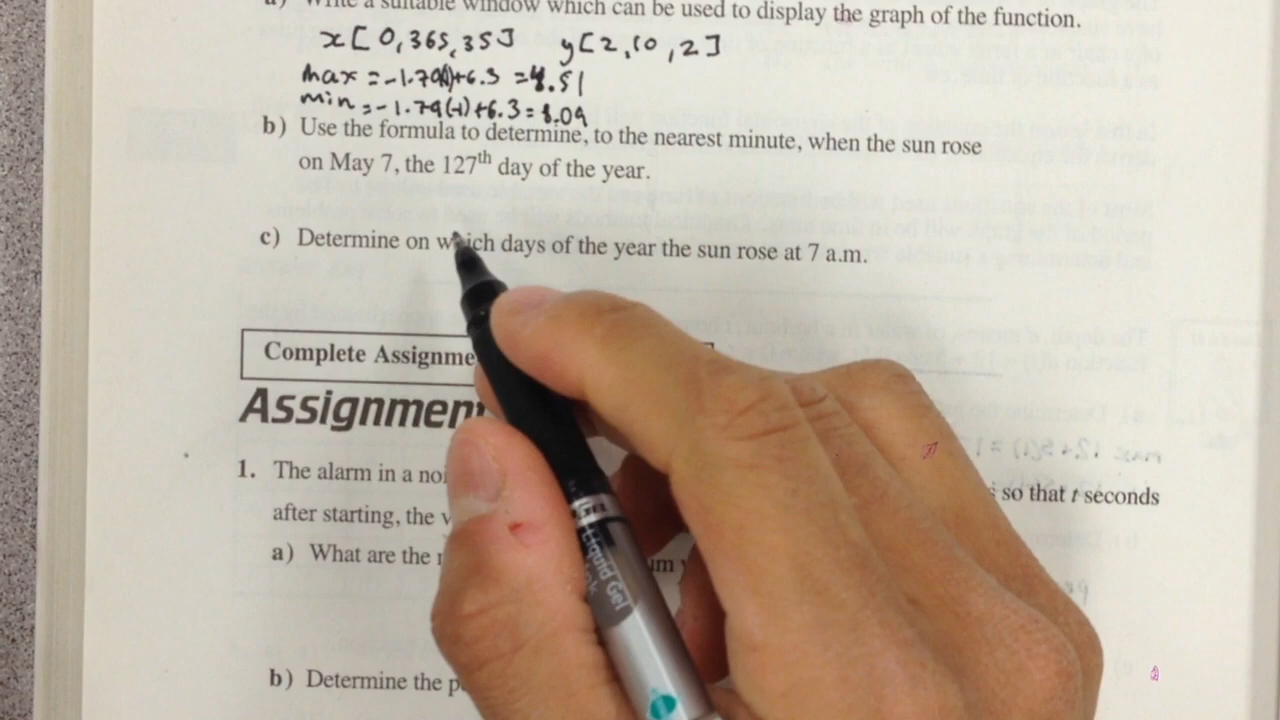 a) Write a suitable window which can be used to display the graph of the function.
x[0,365,35] y[2,10,2]
max = -1.79(1)+6.3 = 4.51
min = -1.79(-1)+6.3 = 8.09
b) Use the formula to determine, to the nearest minute, when the sun rose
on May 7, the 127th day of the year.
c) Determine on which days of the year the sun rose at 7 a.m.
Complete Assignme
Assignmen
1. The alarm in a noi so that t seconds
after starting, the v
a) What are the
b) Determine the p
Liquid Gel